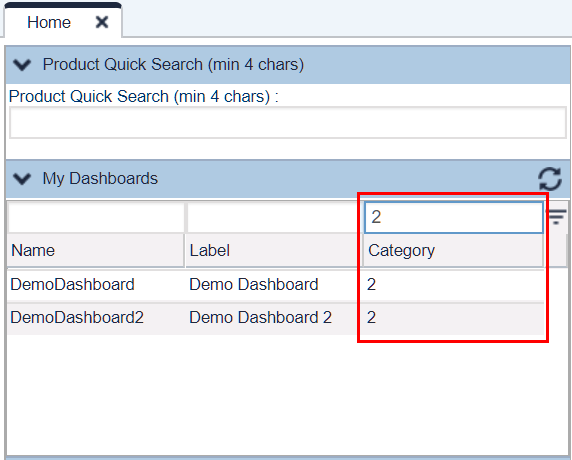 Home
Product Quick Search (min 4 chars)
Product Quick Search (min 4 chars) :
My Dashboards
2
Name Label Category
DemoDashboard Demo Dashboard 2
DemoDashboard2 Demo Dashboard 2 2